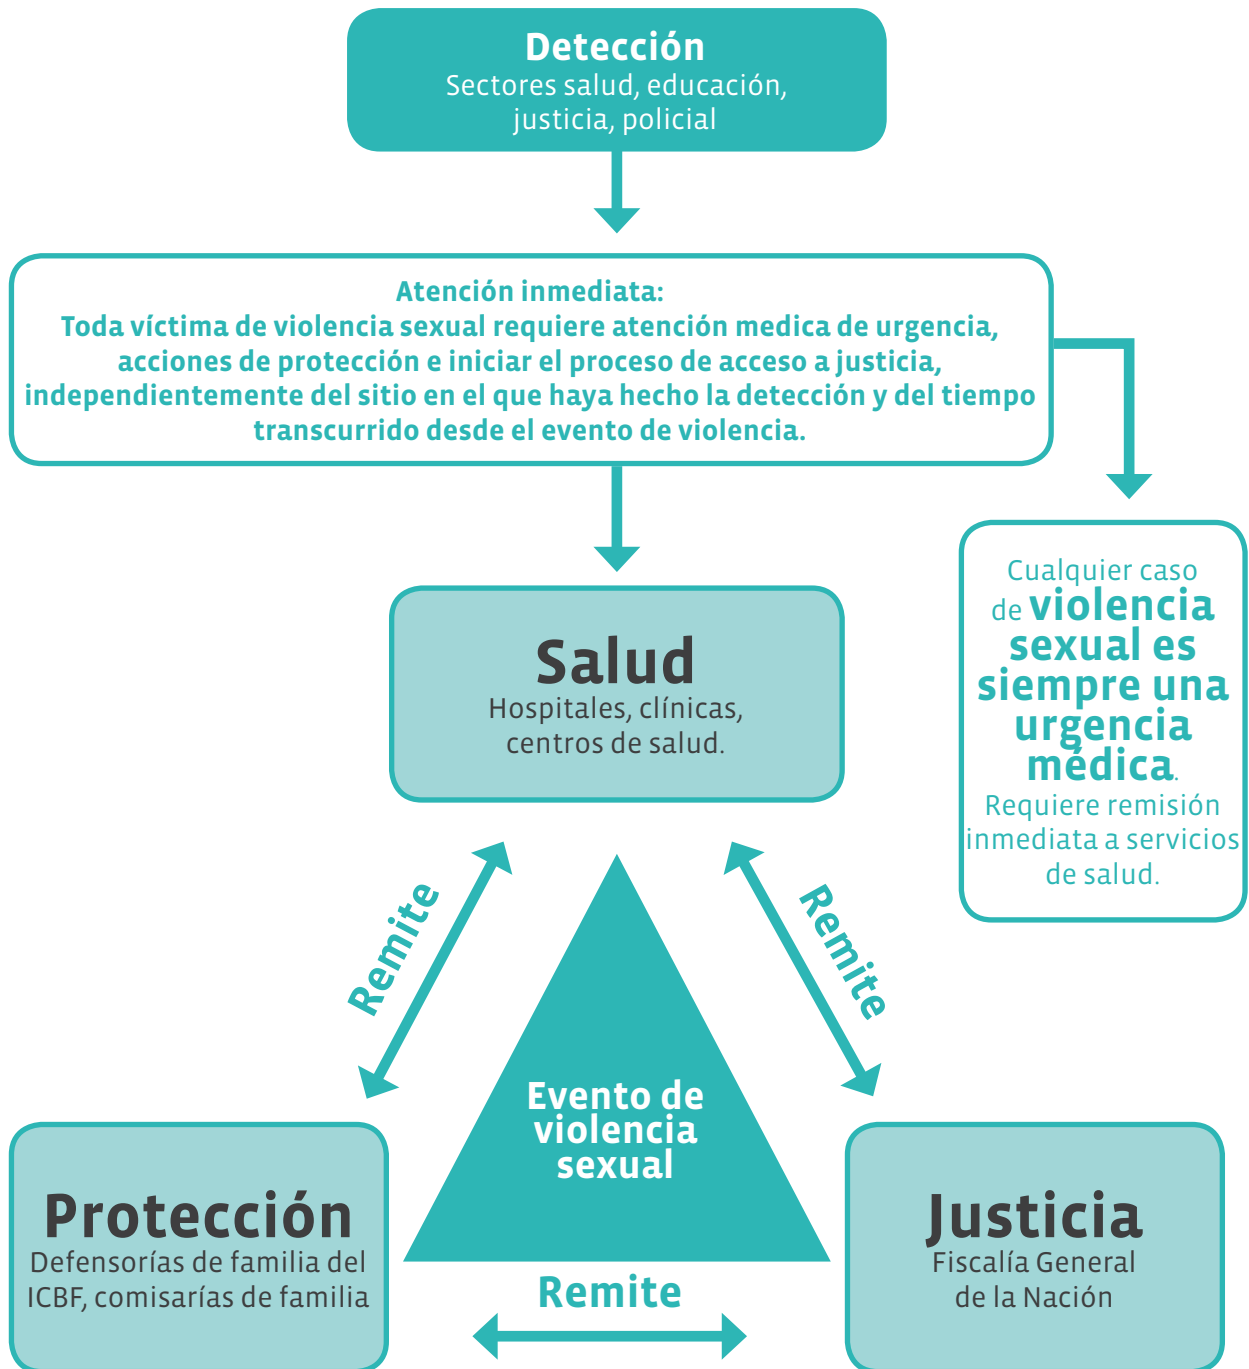 Detección
Sectores salud, educación,
justicia, policial
Atención inmediata:
Toda víctima de violencia sexual requiere atención medica de urgencia,
acciones de protección e iniciar el proceso de acceso a justicia,
independientemente del sitio en el que haya hecho la detección y del tiempo
transcurrido desde el evento de violencia.
Cualquier caso
de violencia
sexual es
siempre una
urgencia
médica.
Requiere remisión
inmediata a servicios
de salud.
Salud
Hospitales, clínicas,
centros de salud.
Remite
Remite
Evento de
violencia
sexual
Protección
Defensorías de familia del
ICBF, comisarías de familia
Remite
Justicia
Fiscalía General
de la Nación